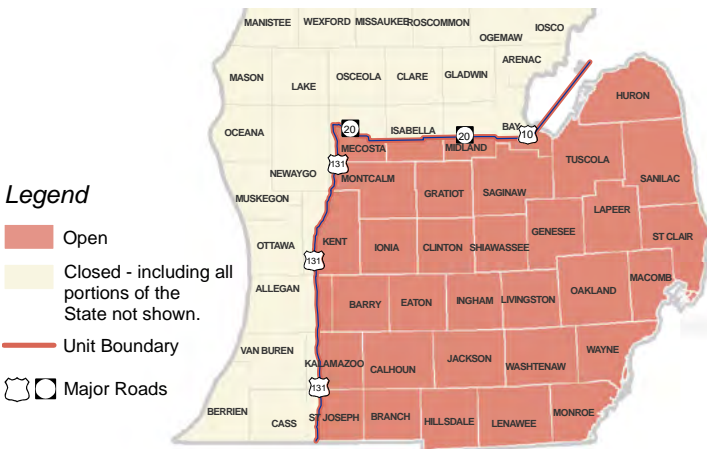 MANISTEE WEXFORD MISSAUKEE ROSCOMMON
IOSCO
OGEMAW
ARENAC
MASON
LAKE
OSCEOLA
CLARE
GLADWIN
HURON
OCEANA
20
ISABELLA
20
BAY
10
MECOSTA
MIDLAND
TUSCOLA
131
NEWAYGO
MONTCALM
SANILAC
GRATIOT
SAGINAW
Legend
MUSKEGON
LAPEER
Open
GENESEE
ST CLAIR
OTTAWA
KENT
IONIA
CLINTON
SHIAWASSEE
131
Closed - including all
portions of the
State not shown.
MACOMB
ALLEGAN
OAKLAND
BARRY
EATON
INGHAM
LIVINGSTON
Unit Boundary
VAN BUREN
KALAMAZOO
CALHOUN
JACKSON
WASHTENAW
WAYNE
Major Roads
131
BERRIEN
CASS
ST JOSEPH
BRANCH
HILLSDALE
LENAWEE
MONROE